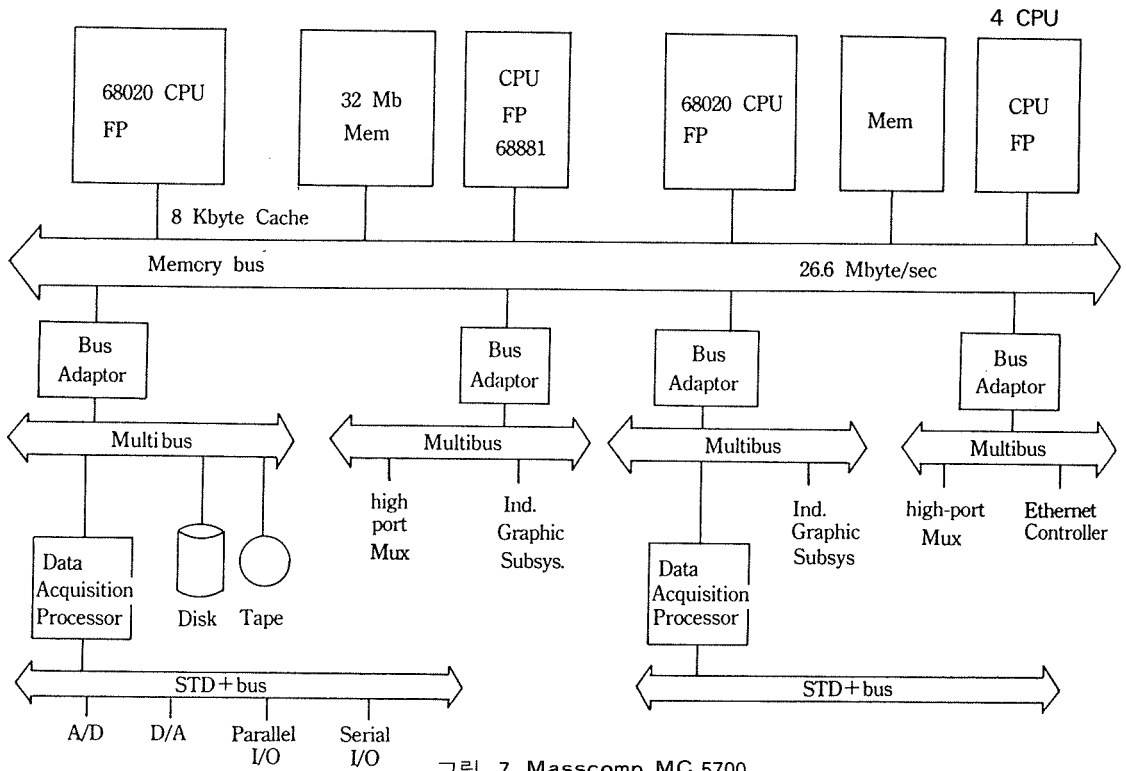 4 CPU
68020 CPU
FP
32 Mb
Mem
CPU
FP
68881
68020 CPU
FP
Mem
CPU
FP
8 Kbyte Cache
Memory bus
26.6 Mbyte/sec
Bus
Adaptor
Bus
Adaptor
Bus
Adaptor
Bus
Adaptor
Multibus
Multibus
Multibus
Multibus
high
port
Mux
Ind.
Graphic
Subsys.
Ind.
Graphic
Subsys
high-port
Mux
Ethernet
Controller
Data
Acquisition
Processor
Disk
Tape
Data
Acquisition
Processor
STD+bus
STD+bus
A/D
D/A
Parallel
I/O
Serial
I/O
그림 7. Masscomp MC 5700